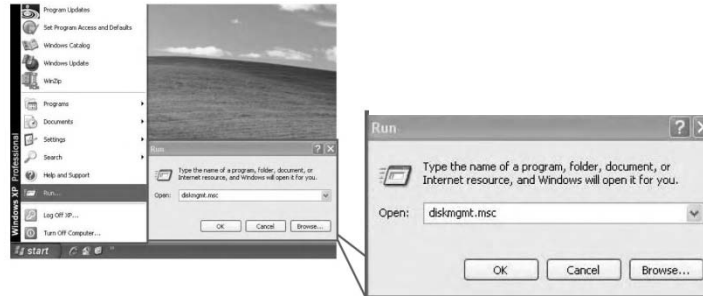 Program Updates
Set Program Access and Defaults
Windows Catalog
Windows Update
WinZip
Programs
Documents
Settings
Search
Help and Support
Run...
Log Off XP...
Turn Off Computer...
Windows XP Professional
start
Run
Type the name of a program, folder, document, or
Internet resource, and Windows will open it for you.
Open: diskmgmt.msc
OK Cancel Browse...
Run
Type the name of a program, folder, document, or
Internet resource, and Windows will open it for you.
Open: diskmgmt.msc
OK Cancel Browse...